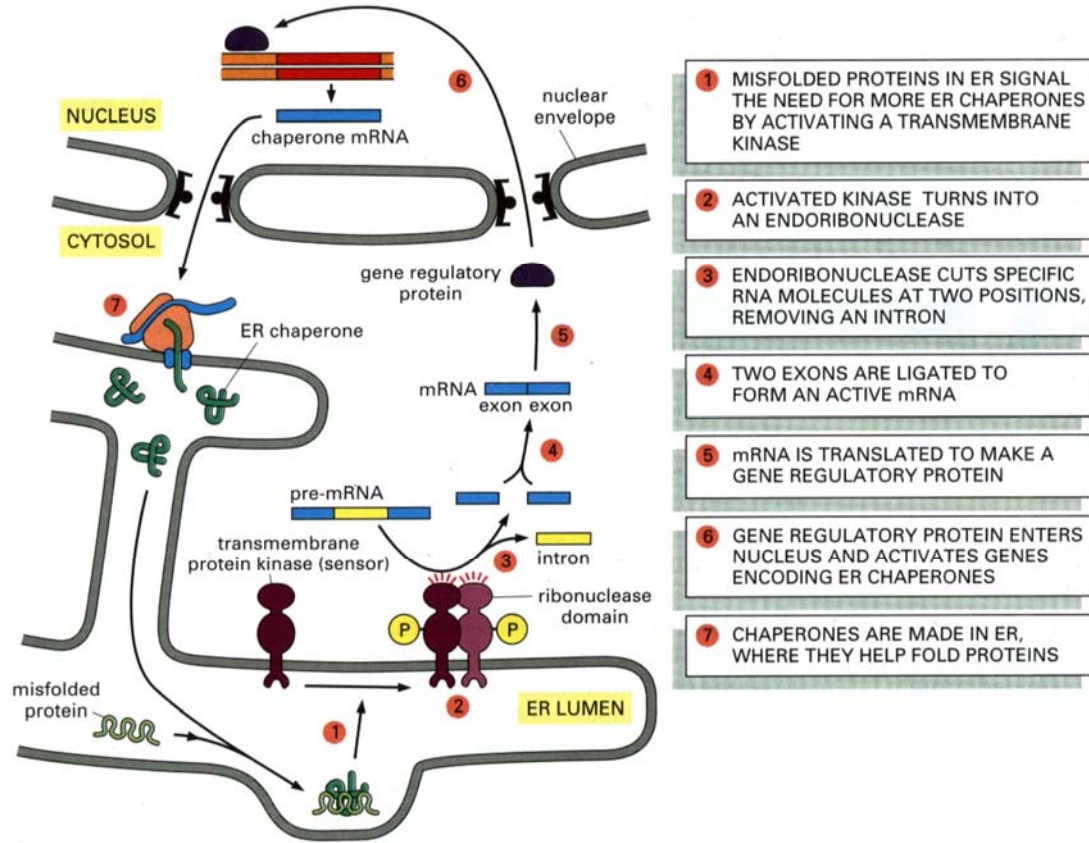 6
NUCLEUS
chaperone mRNA
nuclear
envelope
CYTOSOL
gene regulatory
protein
7
ER chaperone
5
mRNA
exon exon
4
pre-mRNA
transmembrane
protein kinase (sensor)
3
intron
ribonuclease
domain
P
P
misfolded
protein
2
ER LUMEN
1
1 MISFOLDED PROTEINS IN ER SIGNAL
THE NEED FOR MORE ER CHAPERONES
BY ACTIVATING A TRANSMEMBRANE
KINASE
2 ACTIVATED KINASE TURNS INTO
AN ENDORIBONUCLEASE
3 ENDORIBONUCLEASE CUTS SPECIFIC
RNA MOLECULES AT TWO POSITIONS,
REMOVING AN INTRON
4 TWO EXONS ARE LIGATED TO
FORM AN ACTIVE mRNA
5 mRNA IS TRANSLATED TO MAKE A
GENE REGULATORY PROTEIN
6 GENE REGULATORY PROTEIN ENTERS
NUCLEUS AND ACTIVATES GENES
ENCODING ER CHAPERONES
7 CHAPERONES ARE MADE IN ER,
WHERE THEY HELP FOLD PROTEINS